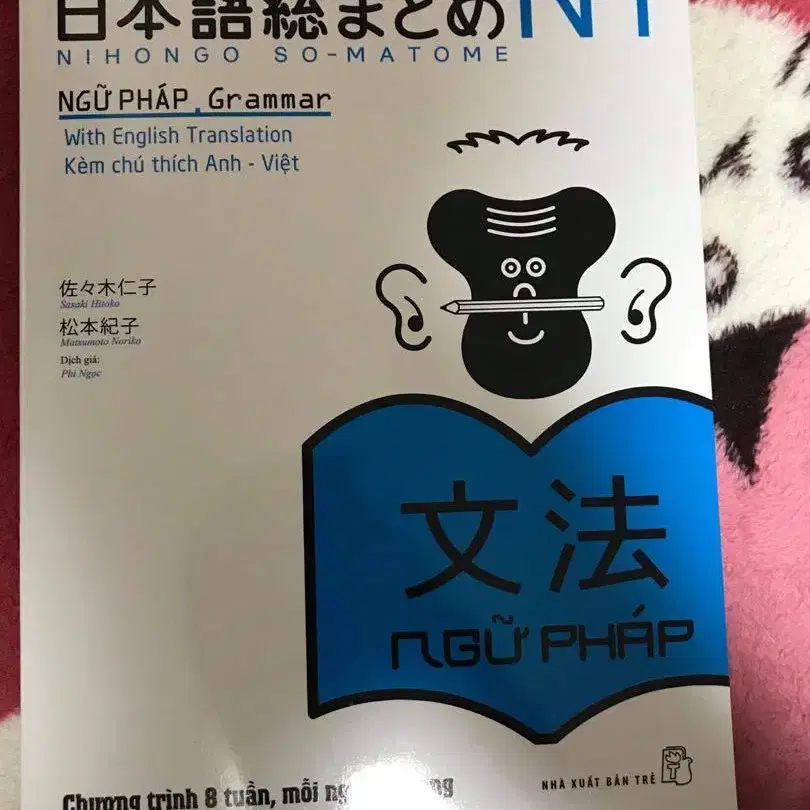 日本語総まとめ N1
NIHONGO SO-MATOME
NGỮ PHÁP, Grammar
With English Translation
Kèm chú thích Anh - Việt
佐々木仁子
Sasaki Hitoko
松本紀子
Matsumoto Noriko
Dịch giả:
Phi Ngọc
文法
NGỮ PHÁP
Chương trình 8 tuần, mỗi
NHÀ XUẤT BẢN TRẺ